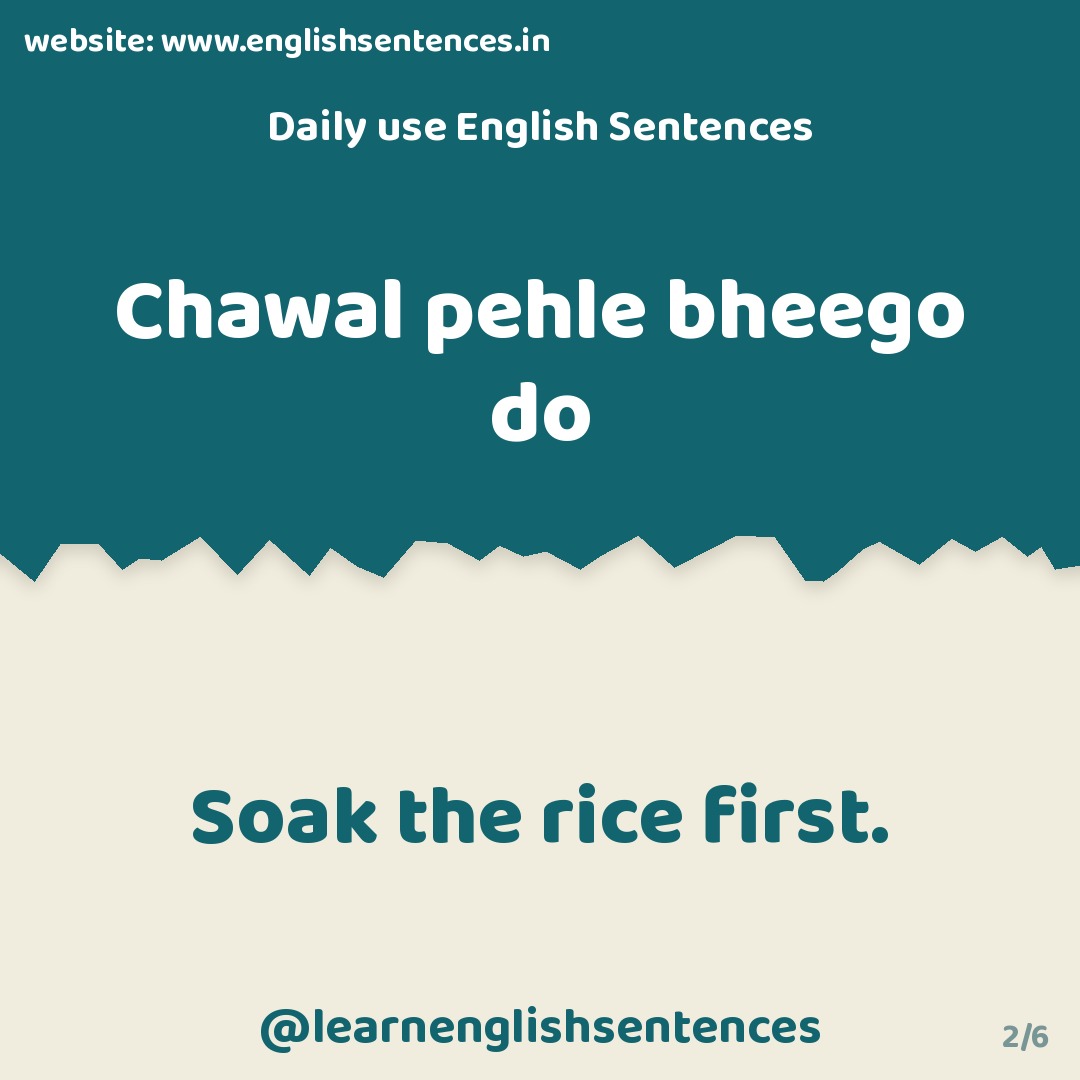 website: www.englishsentences.in
Daily use English Sentences
Chawal pehle bheego
do
Soak the rice first.
@learnenglishsentences
2/6